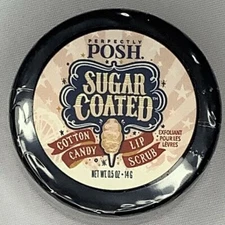 PERFECTLY
POSH
SUGAR
COATED
COTTON CANDY
LIP SCRUB
EXFOLIANT
POUR LES
LÈVRES
NET WT 0.5 OZ • 14 G